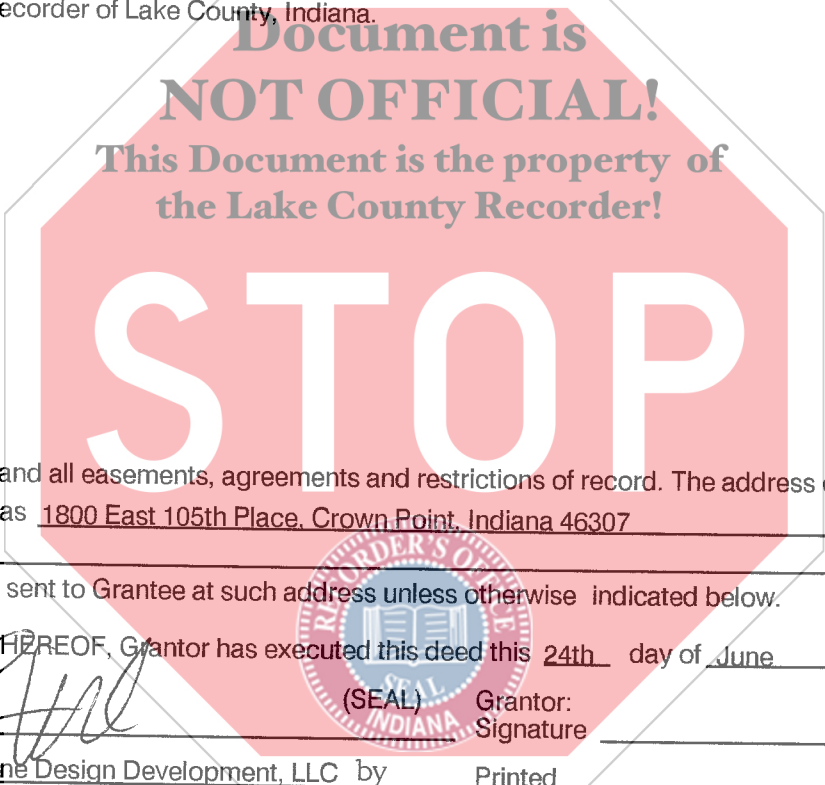 ecorder of Lake County, Indiana.
Document is
NOT OFFICIAL!
This Document is the property of
the Lake County Recorder!
STOP
and all easements, agreements and restrictions of record. The address
as 1800 East 105th Place, Crown Point, Indiana 46307
RECORDER'S OFFICE
sent to Grantee at such address unless otherwise indicated below.
HEREOF, Grantor has executed this deed this 24th day of June
SEAL
INDIANA
(SEAL) Grantor:
Signature
ne Design Development, LLC by Printed